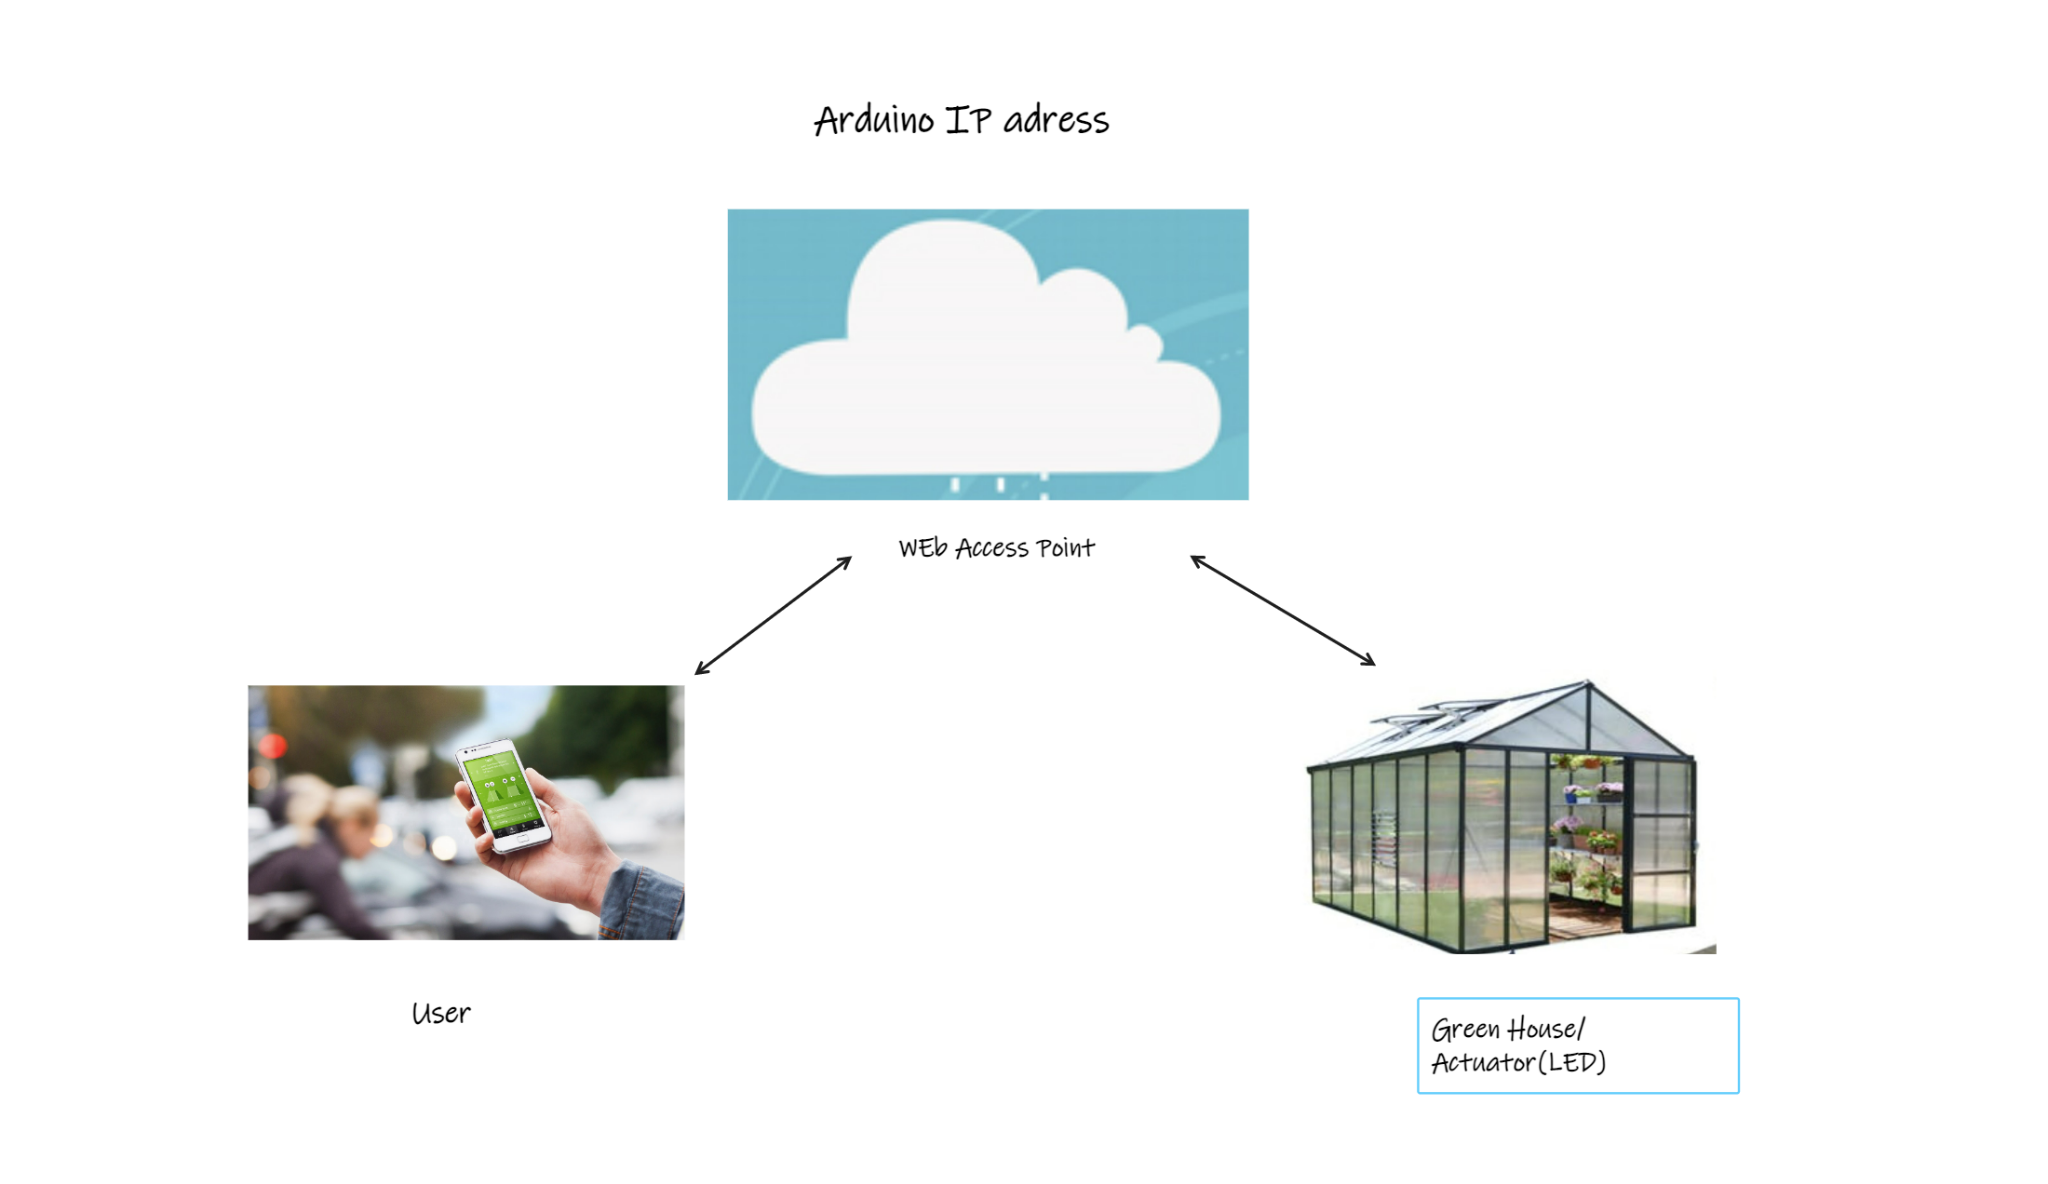 Arduino IP adress
WEb Access Point
User
Green House/
Actuator(LED)